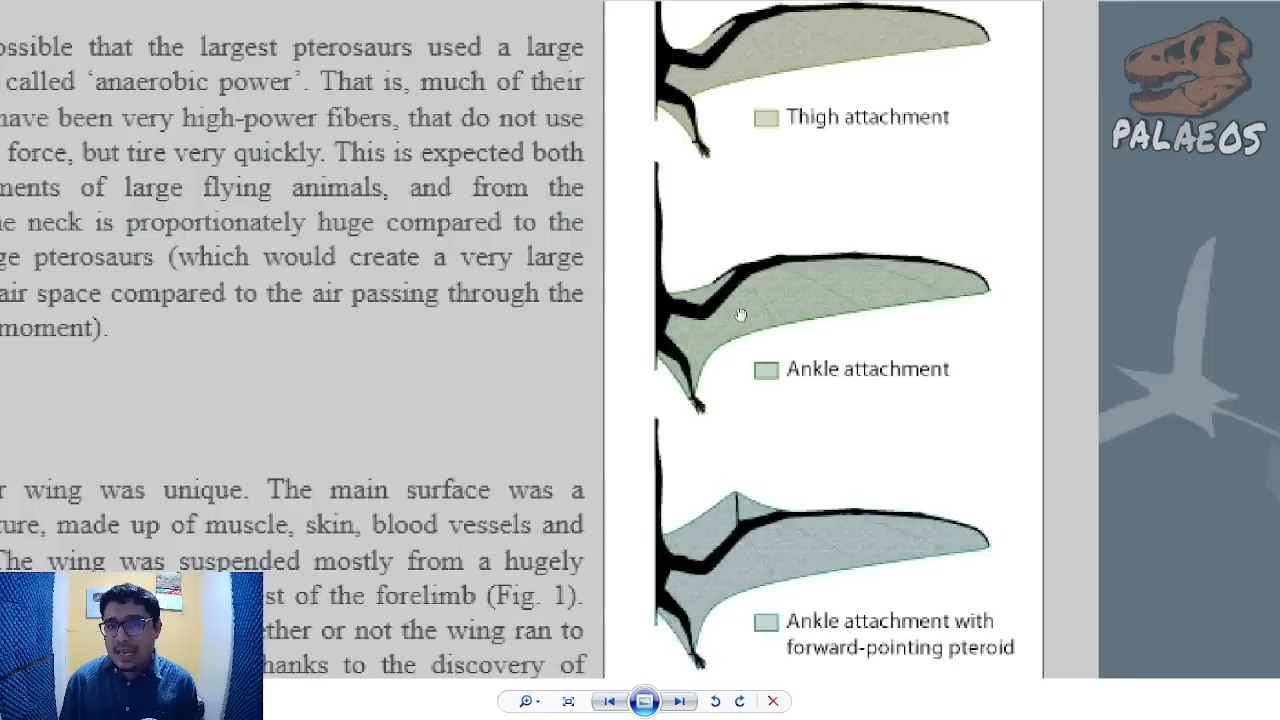 ossible that the largest pterosaurs used a large
called ‘anaerobic power’. That is, much of their
have been very high-power fibers, that do not use
force, but tire very quickly. This is expected both
ments of large flying animals, and from the
ne neck is proportionately huge compared to the
ge pterosaurs (which would create a very large
air space compared to the air passing through the
moment).
r wing was unique. The main surface was a
ture, made up of muscle, skin, blood vessels and
The wing was suspended mostly from a hugely
st of the forelimb (Fig. 1).
ether or not the wing ran to
hanks to the discovery of
Thigh attachment
Ankle attachment
Ankle attachment with
forward-pointing pteroid
PALAEOS